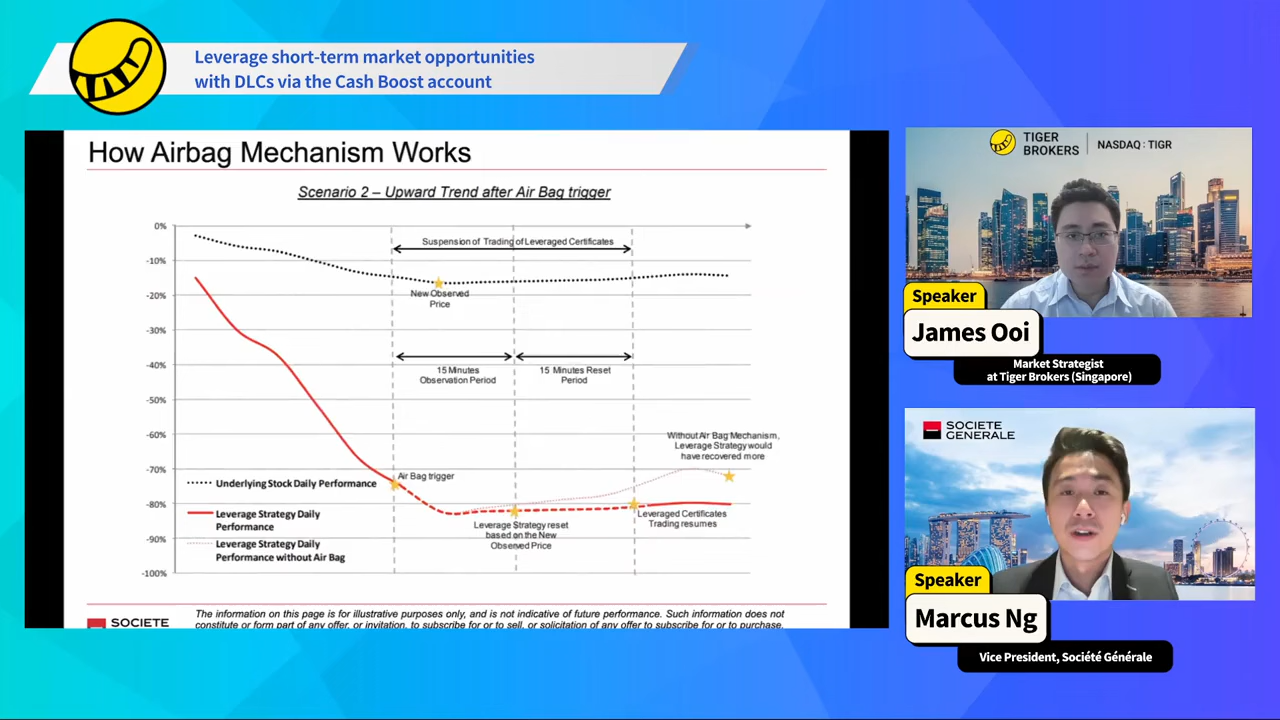 Leverage short-term market opportunities
with DLCs via the Cash Boost account
How Airbag Mechanism Works
Scenario 2 – Upward Trend after Air Bag trigger
0%
-10%
-20%
-30%
-40%
-50%
-60%
-70%
-80%
-90%
-100%
Suspension of Trading of Leveraged Certificates
New Observed
Price
15 Minutes
Observation Period
15 Minutes Reset
Period
Without Air Bag Mechanism,
Leverage Strategy would
have recovered more
Air Bag trigger
Underlying Stock Daily Performance
Leverage Strategy Daily
Performance
Leverage Strategy Daily
Performance without Air Bag
Leverage Strategy reset
based on the New
Observed Price
Leveraged Certificates
Trading resumes
SOCIETE
The information on this page is for illustrative purposes only, and is not indicative of future performance. Such information does not
constitute or form part of any offer, or invitation, to subscribe for or to sell, or solicitation of any offer to subscribe for or to purchase,
TIGER
BROKERS
NASDAQ : TIGR
Speaker
James Ooi
Market Strategist
at Tiger Brokers (Singapore)
SOCIETE
GENERALE
Speaker
Marcus Ng
Vice President, Société Générale